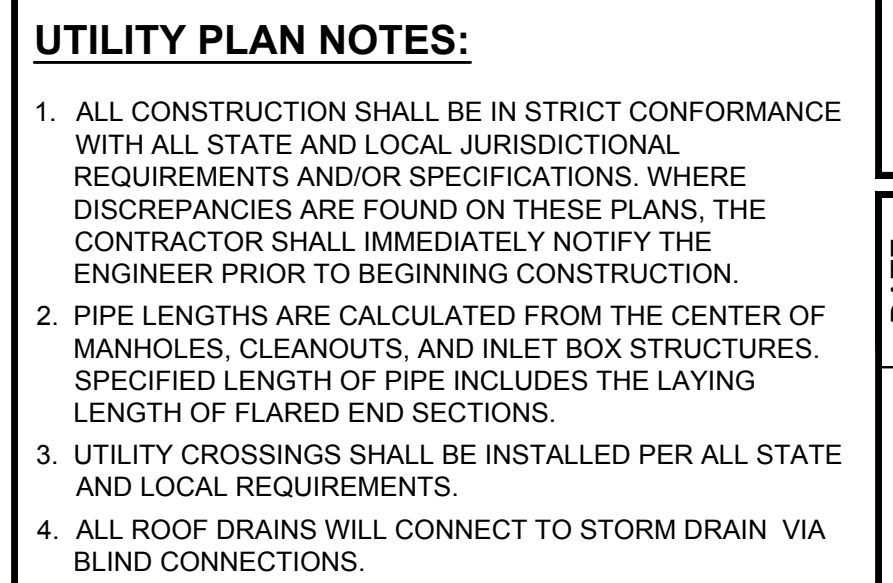 UTILITY PLAN NOTES:
1. ALL CONSTRUCTION SHALL BE IN STRICT CONFORMANCE
WITH ALL STATE AND LOCAL JURISDICTIONAL
REQUIREMENTS AND/OR SPECIFICATIONS. WHERE
DISCREPANCIES ARE FOUND ON THESE PLANS, THE
CONTRACTOR SHALL IMMEDIATELY NOTIFY THE
ENGINEER PRIOR TO BEGINNING CONSTRUCTION.
2. PIPE LENGTHS ARE CALCULATED FROM THE CENTER OF
MANHOLES, CLEANOUTS, AND INLET BOX STRUCTURES.
SPECIFIED LENGTH OF PIPE INCLUDES THE LAYING
LENGTH OF FLARED END SECTIONS.
3. UTILITY CROSSINGS SHALL BE INSTALLED PER ALL STATE
AND LOCAL REQUIREMENTS.
4. ALL ROOF DRAINS WILL CONNECT TO STORM DRAIN VIA
BLIND CONNECTIONS.